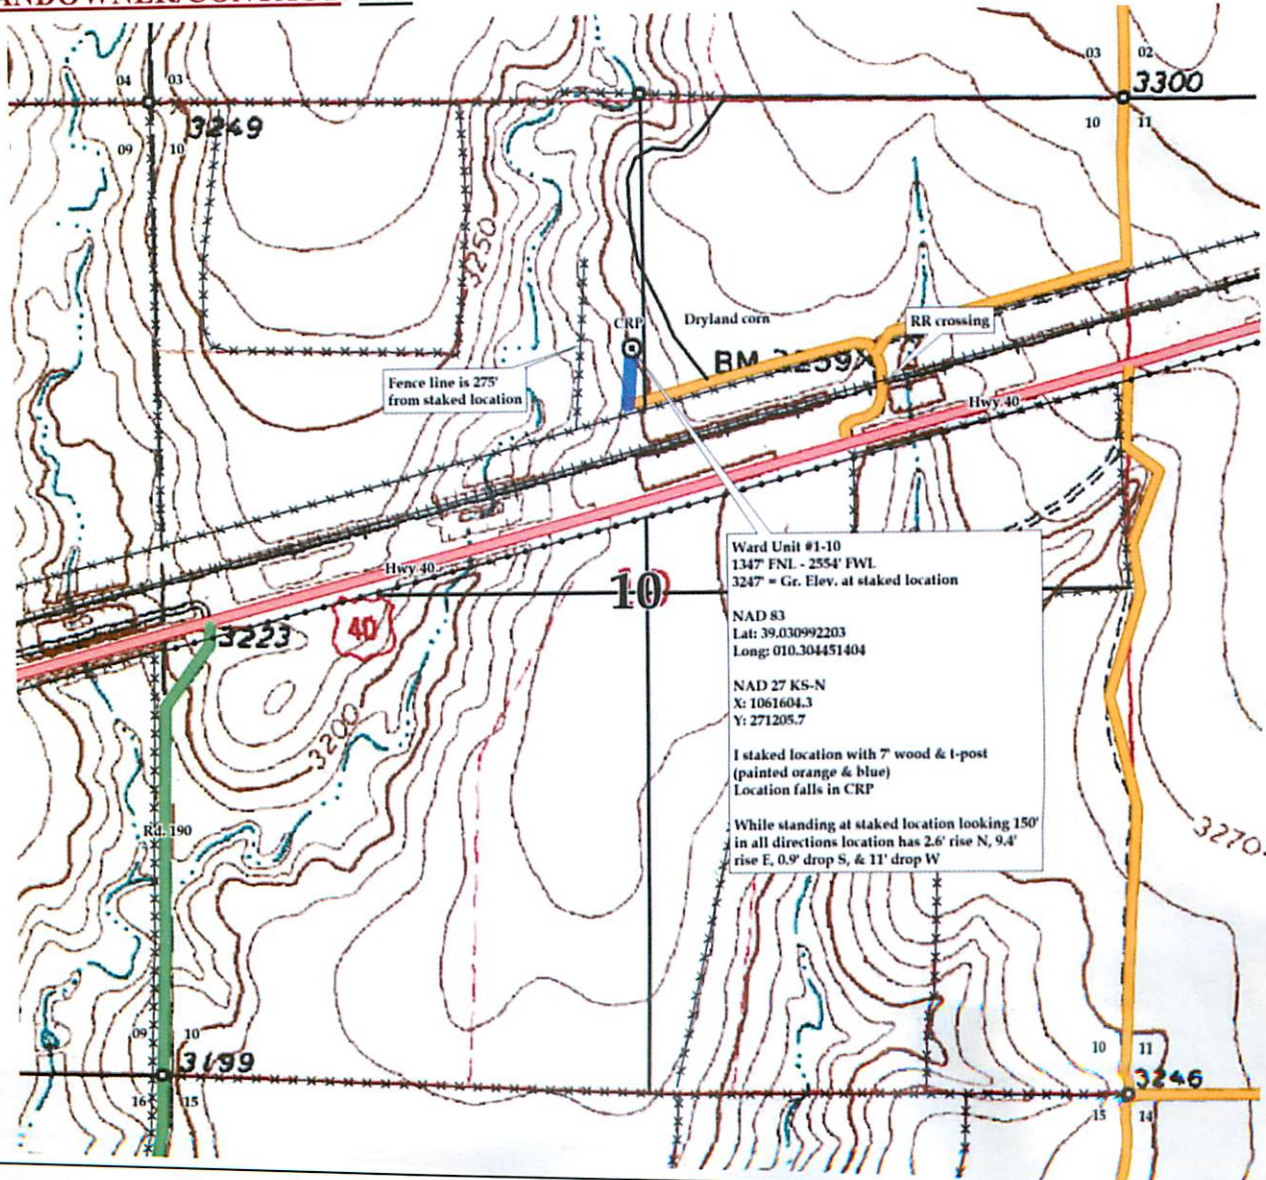 03 02
04 03
3300
3249
10 11
09 10
3250
CRP
Dryland corn
RR crossing
BM 3259X
Fence line is 275'
from staked location
Hwy 40
Ward Unit #1-10
1347' FNL - 2554' FWL
3247' = Gr. Elev. at staked location
NAD 83
Lat: 39.030992203
Long: 010.304451404
NAD 27 KS-N
X: 1061604.3
Y: 271205.7
I staked location with 7' wood & t-post
(painted orange & blue)
Location falls in CRP
While standing at staked location looking 150'
in all directions location has 2.6' rise N, 9.4'
rise E, 0.9' drop S, & 11' drop W
Hwy 40
10
40
3223
3200
Rd. 190
3270
09 10
10 11
3199
3246
16 15
15 14